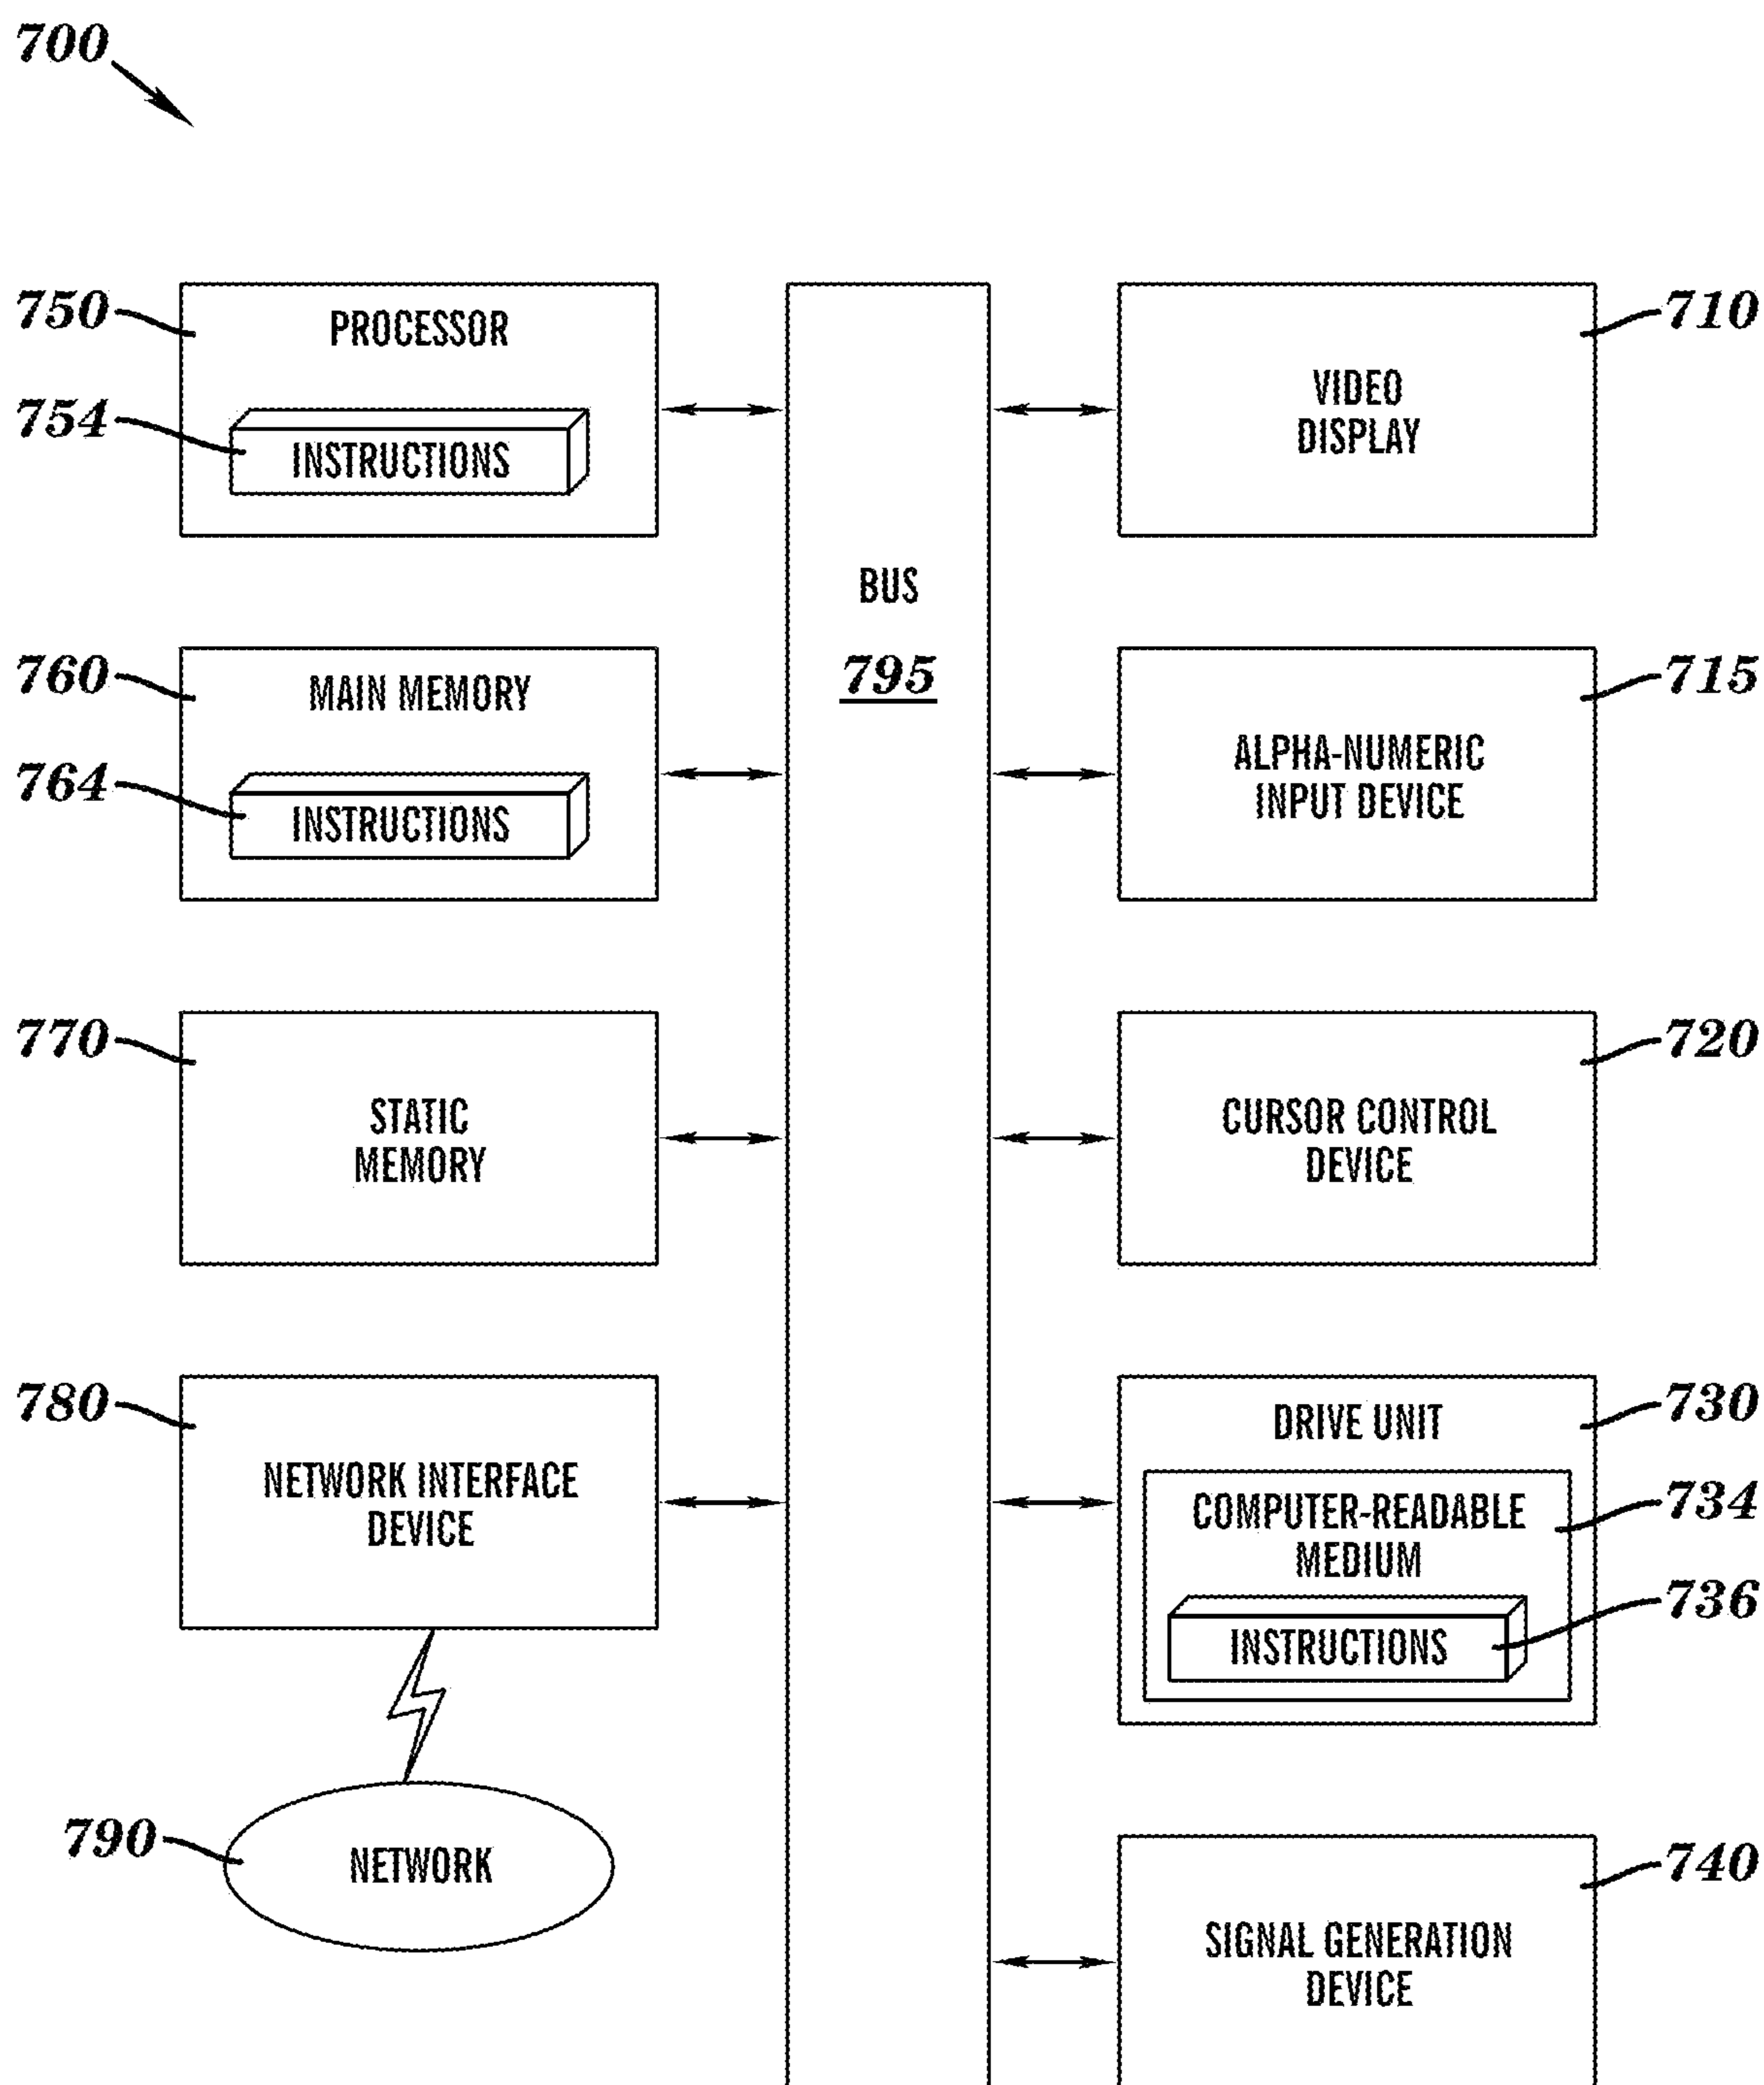 700
750
PROCESSOR
754
INSTRUCTIONS
760
MAIN MEMORY
764
INSTRUCTIONS
770
STATIC
MEMORY
780
NETWORK INTERFACE
DEVICE
790
NETWORK
BUS
795
710
VIDEO
DISPLAY
715
ALPHA-NUMERIC
INPUT DEVICE
720
CURSOR CONTROL
DEVICE
730
DRIVE UNIT
734
COMPUTER-READABLE
MEDIUM
736
INSTRUCTIONS
740
SIGNAL GENERATION
DEVICE